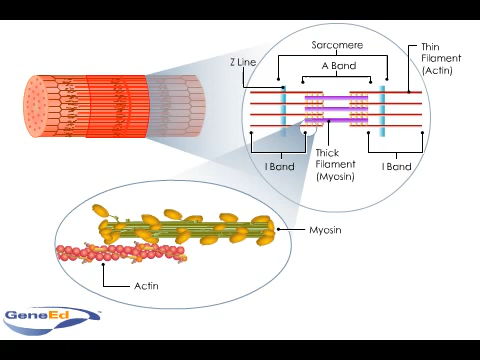 Sarcomere
Z Line
A Band
Thin
Filament
(Actin)
I Band
Thick
Filament
(Myosin)
I Band
Myosin
Actin
GeneEd